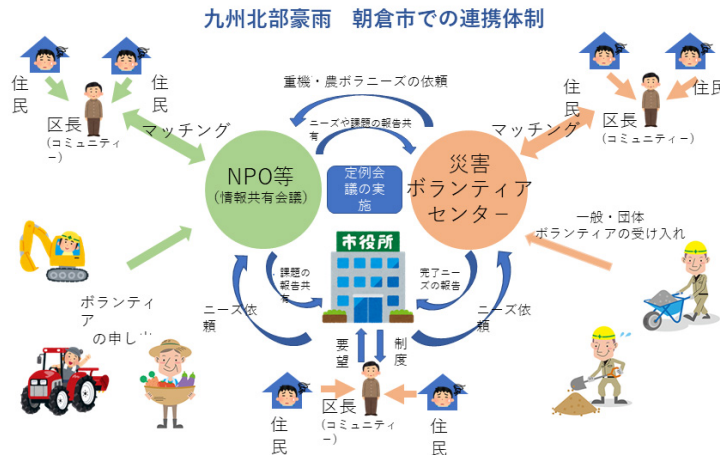 九州北部豪雨　朝倉市での連携体制
住
民
住
民
区長
(コミュニティ
ー)
マッチング
重機・農ボラニーズの依頼
ニーズや課題の報告共
有
住
民
住民
区長
(コミュニティー)
マッチング
NPO等
(情報共有会議)
定例会
議の実
施
災害
ボランティア
センター
一般・団体
ボランティアの受け入れ
市役所
課題の
報告共
有
完了ニー
ズの報告
ボランティ
ア
の申し
ニーズ依
頼
ニーズ依
頼
要
望
制
度
住
民
区長
(コミュニティ
ー)
住
民